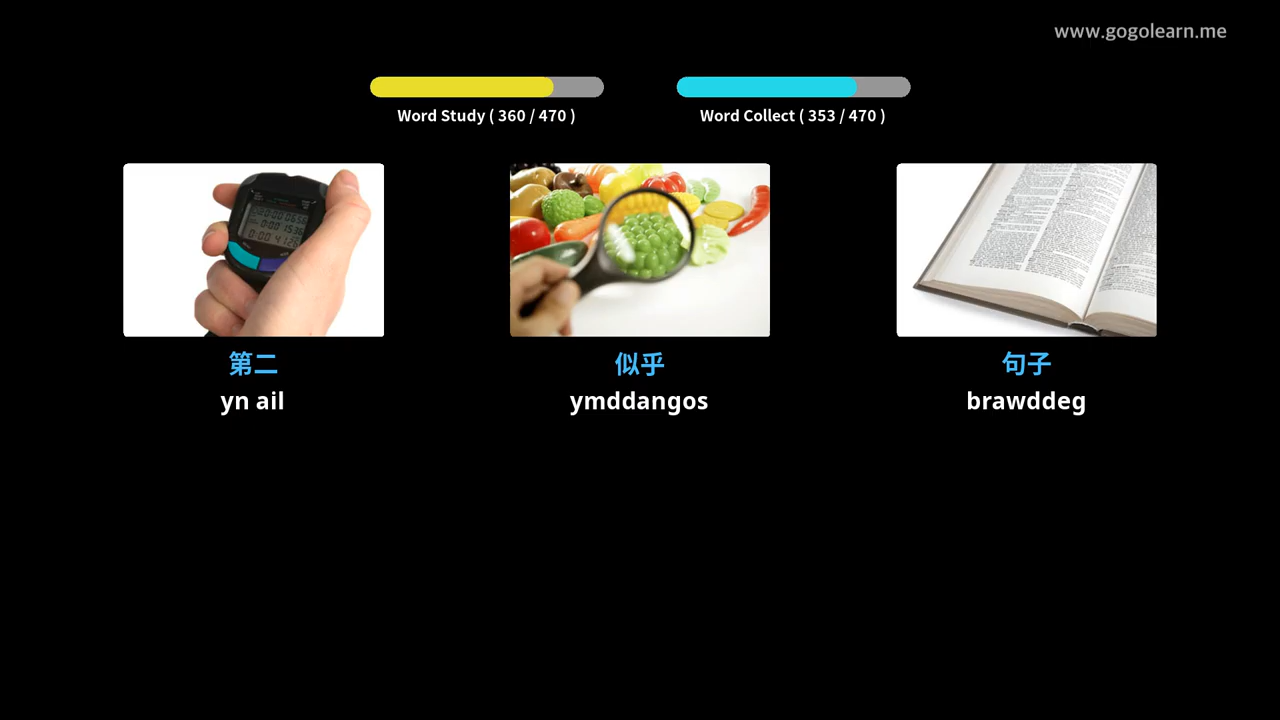 www.gogolearn.me
Word Study ( 360 / 470 )
Word Collect ( 353 / 470 )
第二
似乎
句子
yn ail
ymddangos
brawddeg